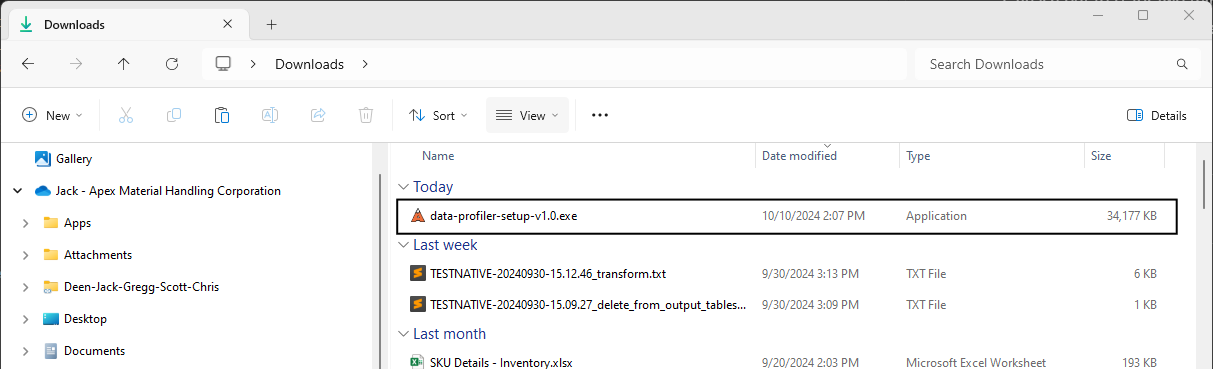 Downloads
Downloads
Search Downloads
New
Sort
View
Details
Gallery
Jack - Apex Material Handling Corporation
Apps
Attachments
Deen-Jack-Gregg-Scott-Chris
Desktop
Documents
Name Date modified Type Size
Today
data-profiler-setup-v1.0.exe 10/10/2024 2:07 PM Application 34,177 KB
Last week
TESTNATIVE-20240930-15.12.46_transform.txt 9/30/2024 3:13 PM TXT File 6 KB
TESTNATIVE-20240930-15.09.27_delete_from_output_tables... 9/30/2024 3:09 PM TXT File 1 KB
Last month
SKU Details - Inventory.xlsx 9/20/2024 2:03 PM Microsoft Excel Worksheet 193 KB